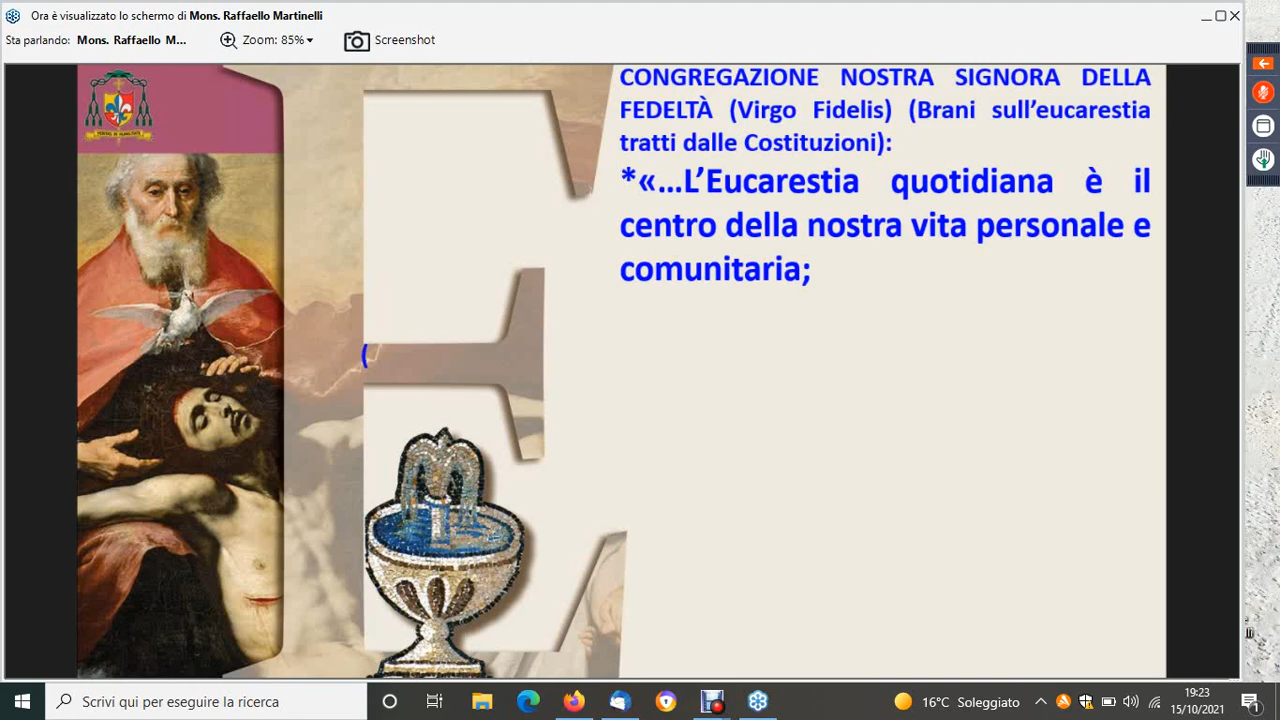 Ora è visualizzato lo schermo di Mons. Raffaello Martinelli
Sta parlando: Mons. Raffaello M... Zoom: 85% Screenshot
CONGREGAZIONE NOSTRA SIGNORA DELLA
FEDELTÀ (Virgo Fidelis) (Brani sull'eucarestia
tratti dalle Costituzioni):
*«...L'Eucarestia quotidiana è il
centro della nostra vita personale e
comunitaria;
(
Scrivi qui per eseguire la ricerca
16°C Soleggiato
19:23
15/10/2021
1